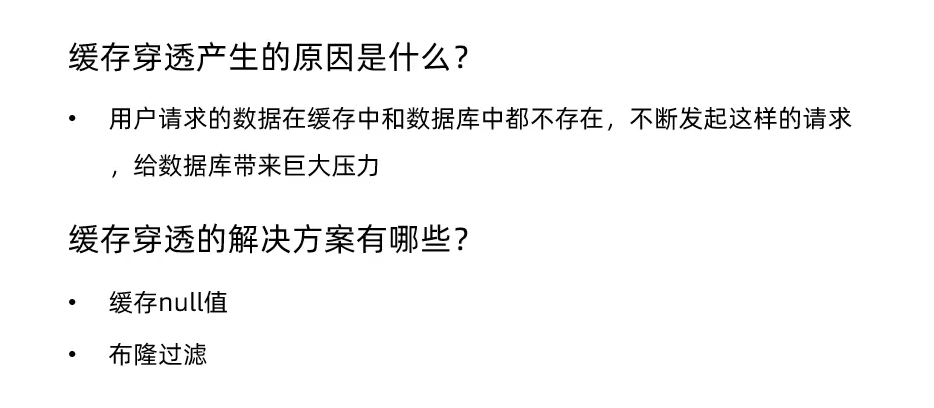 缓存穿透产生的原因是什么？
• 用户请求的数据在缓存中和数据库中都不存在，不断发起这样的请求
，给数据库带来巨大压力
缓存穿透的解决方案有哪些？
• 缓存null值
• 布隆过滤